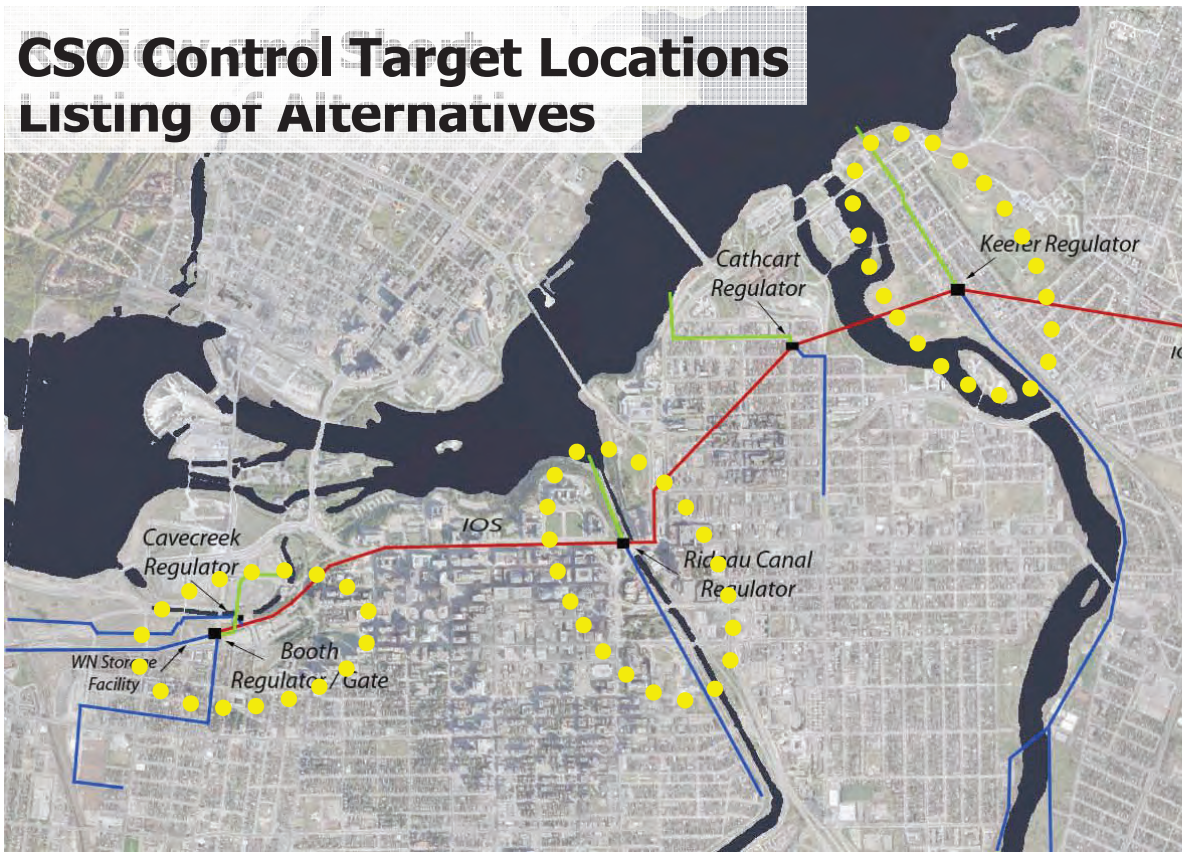 CSO Control Target Locations
Listing of Alternatives
Keefer Regulator
Cathcart
Regulator
IOS
Cavecreek
Regulator
Rideau Canal
Regulator
WN Storage
Facility
Booth
Regulator / Gate